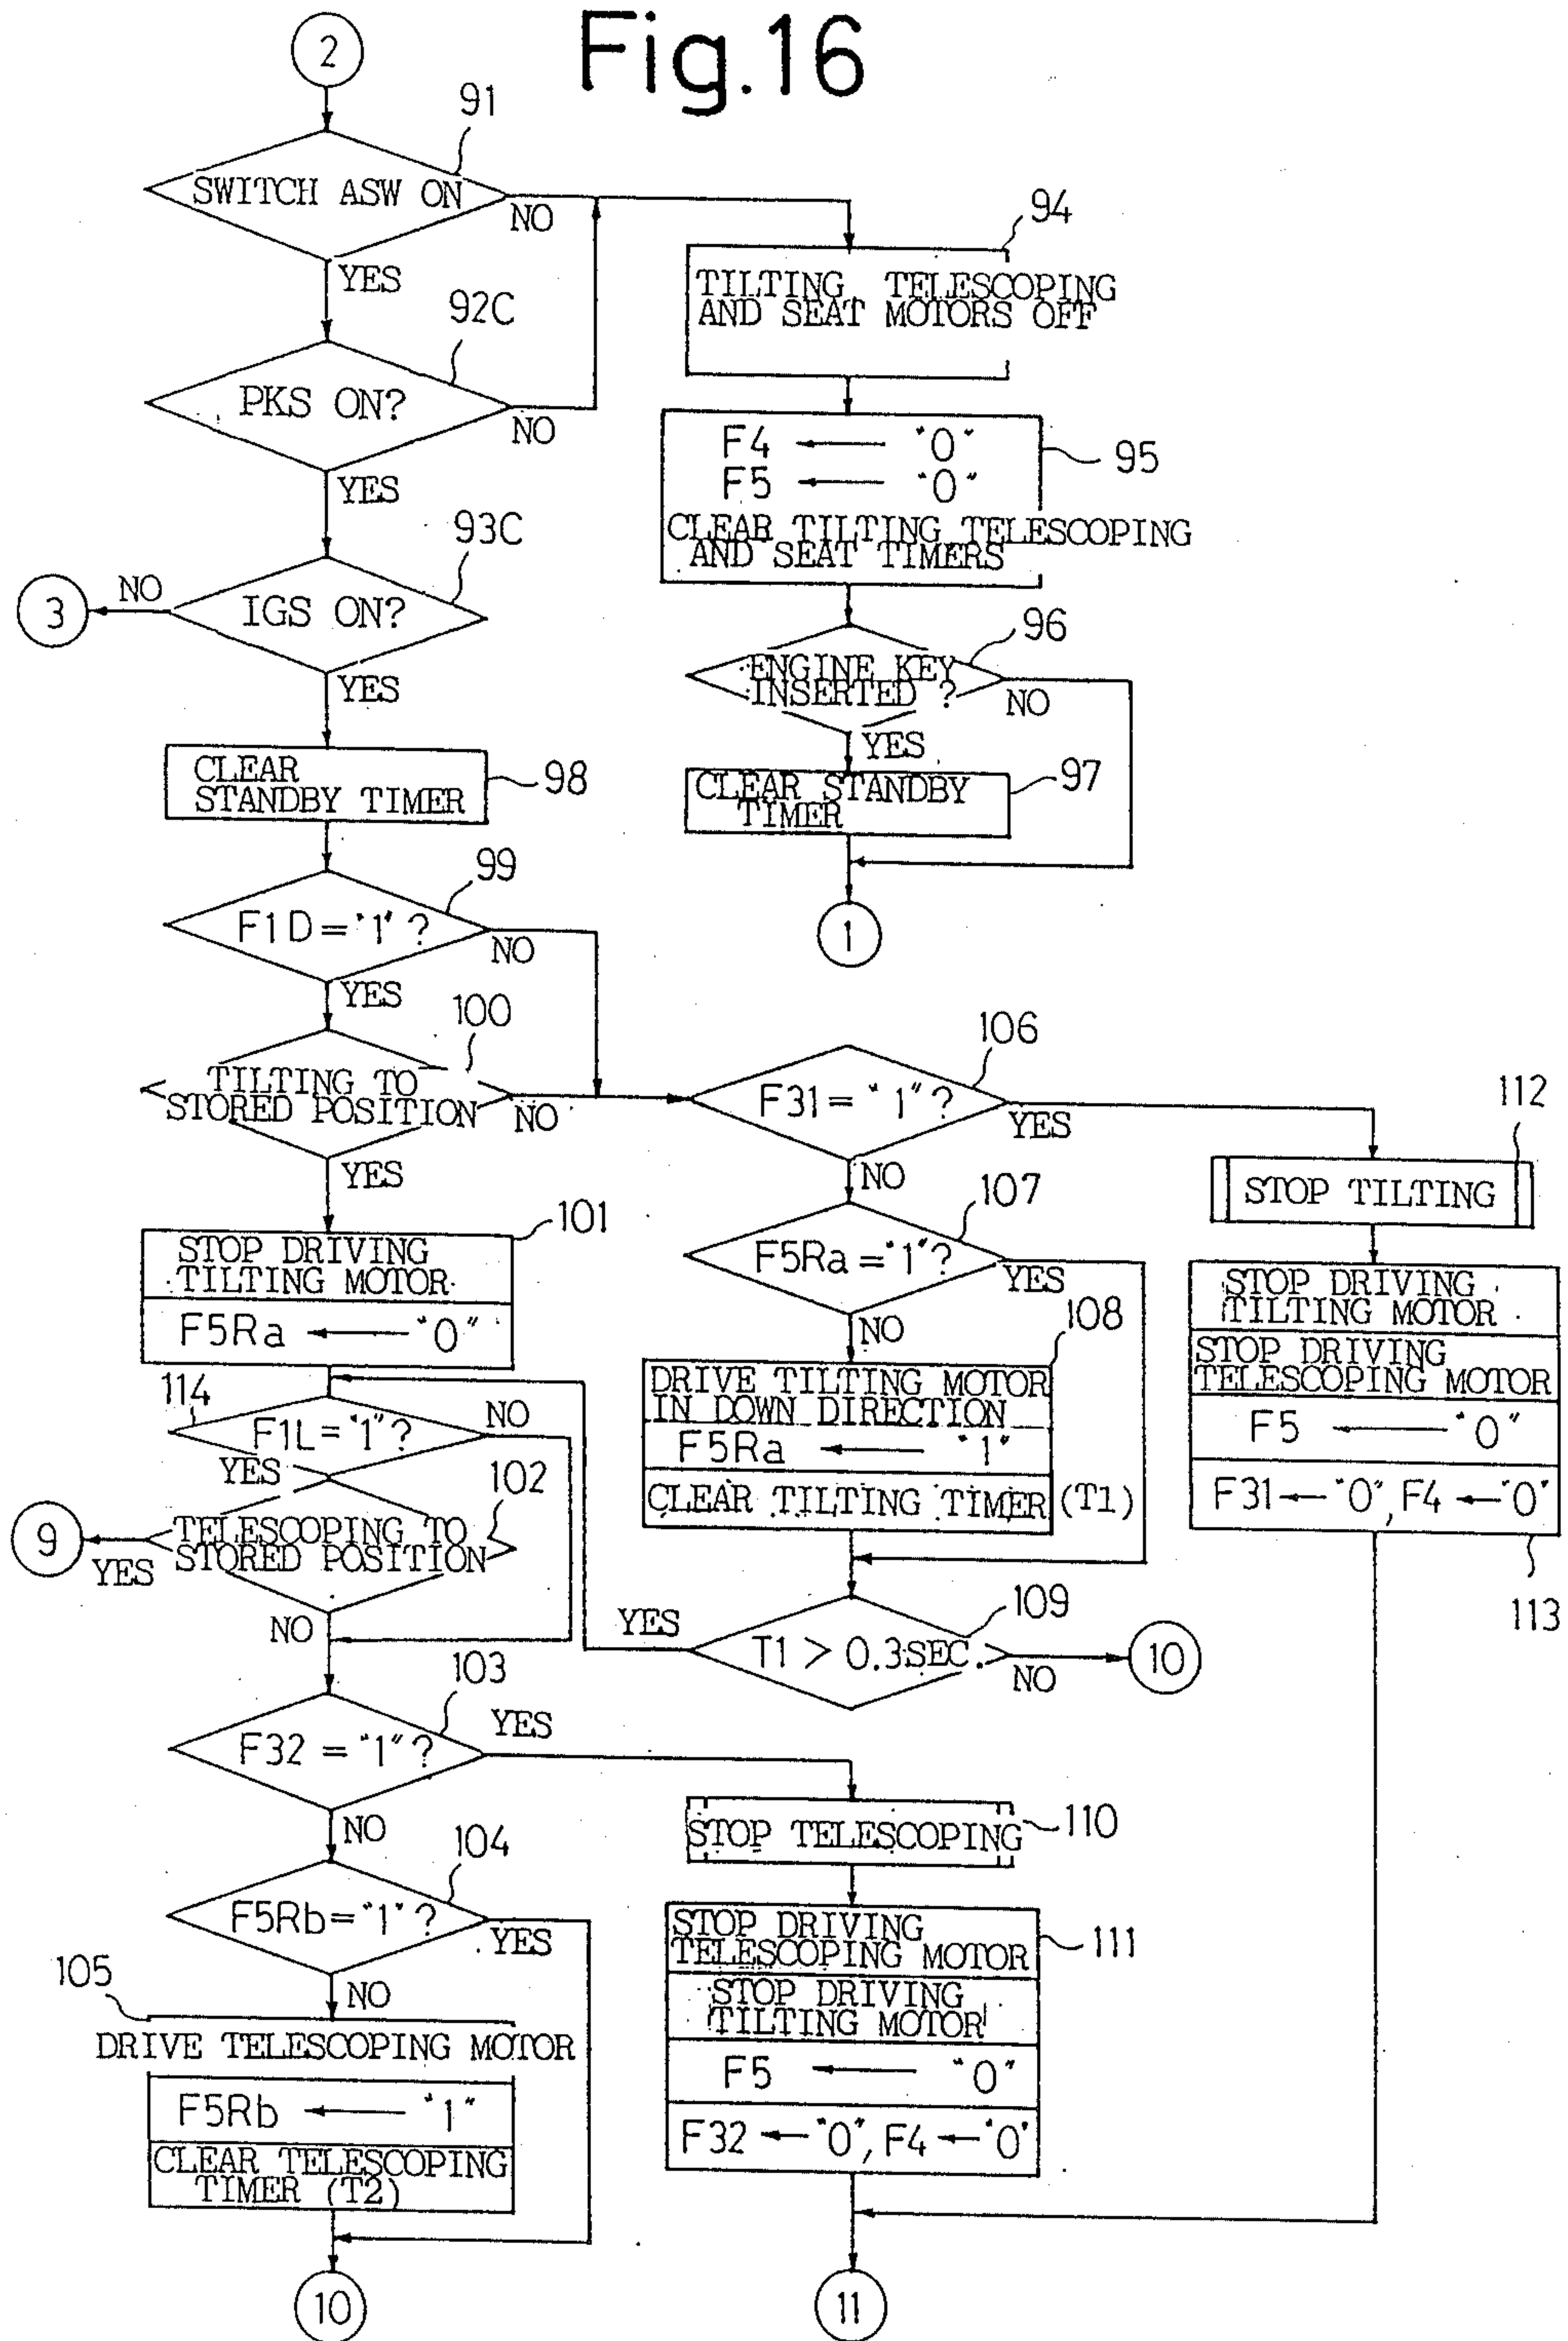 Fig.16
2
91
SWITCH ASW ON
NO
YES
92C
PKS ON?
NO
YES
93C
IGS ON?
NO
3
YES
98
CLEAR
STANDBY TIMER
99
F1D = "1" ?
NO
YES
100
TILTING TO
STORED POSITION
NO
YES
101
STOP DRIVING
TILTING MOTOR
F5Ra ← "0"
114
F1L = "1" ?
NO
YES
102
TELESCOPING TO
STORED POSITION
9
YES
NO
103
F32 = "1" ?
YES
NO
104
F5Rb = "1" ?
YES
NO
105
DRIVE TELESCOPING MOTOR
F5Rb ← "1"
CLEAR TELESCOPING
TIMER (T2)
10
94
TILTING TELESCOPING
AND SEAT MOTORS OFF
95
F4 ← "0"
F5 ← "0"
CLEAR TILTING TELESCOPING
AND SEAT TIMERS
96
ENGINE KEY
INSERTED ?
NO
YES
97
CLEAR STANDBY
TIMER
1
106
F31 = "1" ?
YES
NO
107
F5Ra = "1" ?
YES
NO
108
DRIVE TILTING MOTOR
IN DOWN DIRECTION
F5Ra ← "1"
CLEAR TILTING TIMER (T1)
109
T1 > 0.3 SEC.
YES
NO
10
110
STOP TELESCOPING
111
STOP DRIVING
TELESCOPING MOTOR
STOP DRIVING
TILTING MOTOR
F5 ← "0"
F32 ← "0", F4 ← "0"
11
112
STOP TILTING
STOP DRIVING
TILTING MOTOR
STOP DRIVING
TELESCOPING MOTOR
F5 ← "0"
F31 ← "0", F4 ← "0"
113